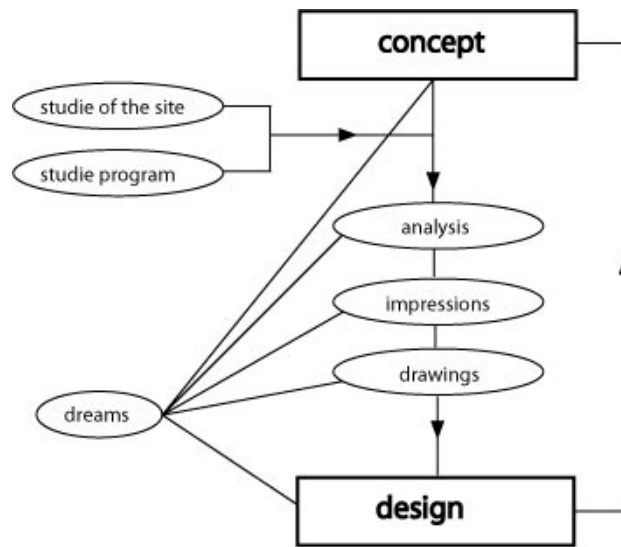 concept
studie of the site
studie program
analysis
impressions
drawings
dreams
design